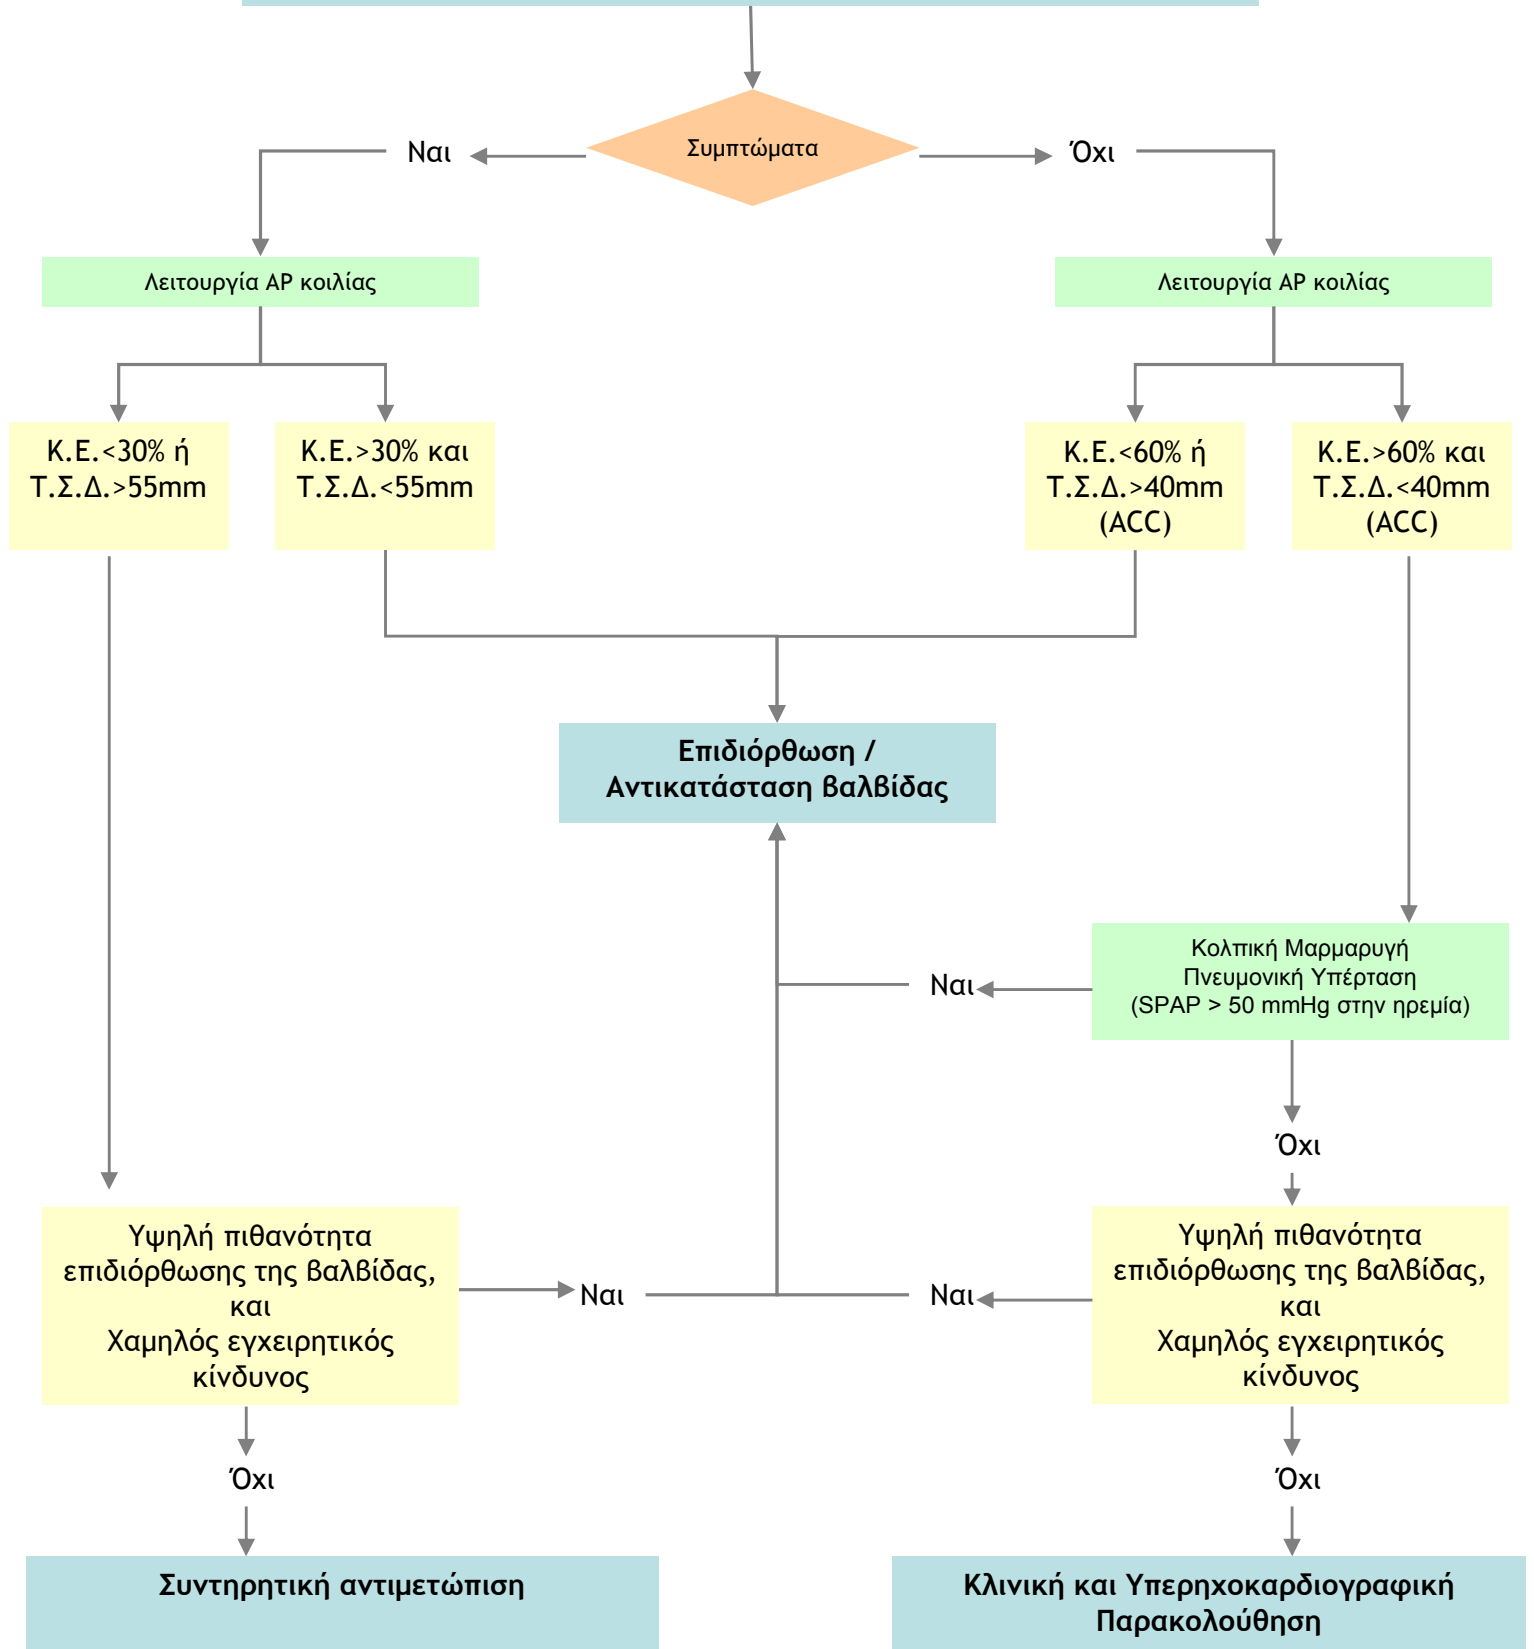 Συμπτώματα
Ναι
Όχι
Λειτουργία ΑΡ κοιλίας
Λειτουργία ΑΡ κοιλίας
Κ.Ε.<30% ή
Τ.Σ.Δ.>55mm
Κ.Ε.>30% και
Τ.Σ.Δ.<55mm
Κ.Ε.<60% ή
Τ.Σ.Δ.>40mm
(ACC)
Κ.Ε.>60% και
Τ.Σ.Δ.<40mm
(ACC)
Επιδιόρθωση /
Αντικατάσταση βαλβίδας
Κολπική Μαρμαρυγή
Πνευμονική Υπέρταση
(SPAP > 50 mmHg στην ηρεμία)
Ναι
Όχι
Υψηλή πιθανότητα
επιδιόρθωσης της βαλβίδας,
και
Χαμηλός εγχειρητικός
κίνδυνος
Ναι
Ναι
Υψηλή πιθανότητα
επιδιόρθωσης της βαλβίδας,
και
Χαμηλός εγχειρητικός
κίνδυνος
Όχι
Όχι
Συντηρητική αντιμετώπιση
Κλινική και Υπερηχοκαρδιογραφική
Παρακολούθηση